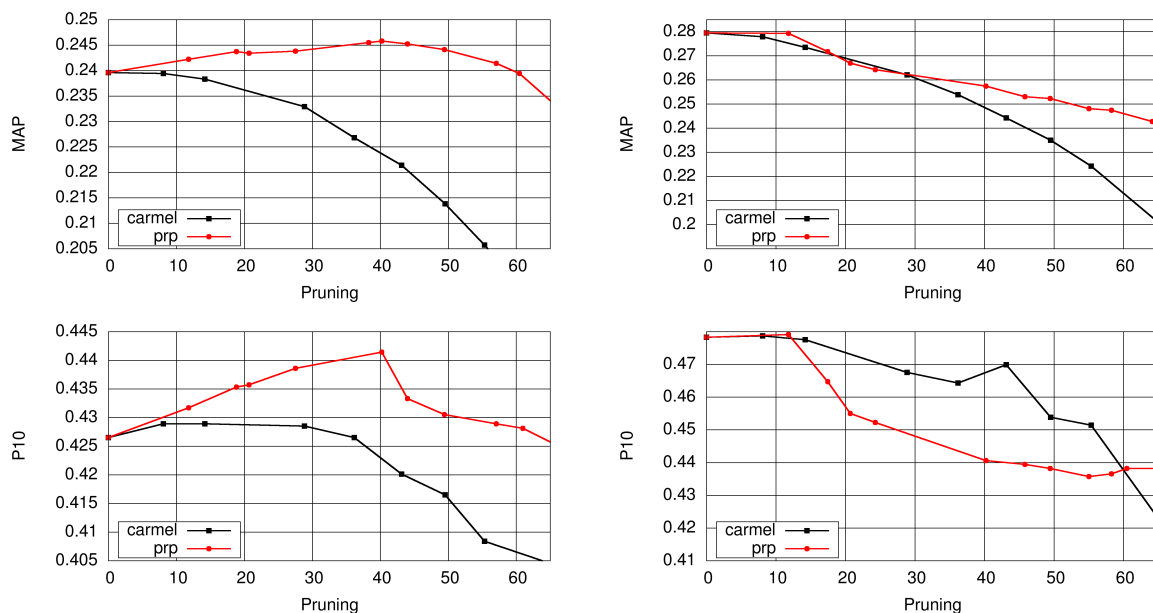 0.25
0.245
0.24
0.235
0.23
0.225
0.22
0.215
0.21
0.205
MAP
carmel
prp
0 10 20 30 40 50 60
Pruning
0.28
0.27
0.26
0.25
0.24
0.23
0.22
0.21
0.2
MAP
carmel
prp
0 10 20 30 40 50 60
Pruning
0.445
0.44
0.435
0.43
0.425
0.42
0.415
0.41
0.405
P10
carmel
prp
0 10 20 30 40 50 60
Pruning
0.47
0.46
0.45
0.44
0.43
0.42
0.41
P10
carmel
prp
0 10 20 30 40 50 60
Pruning